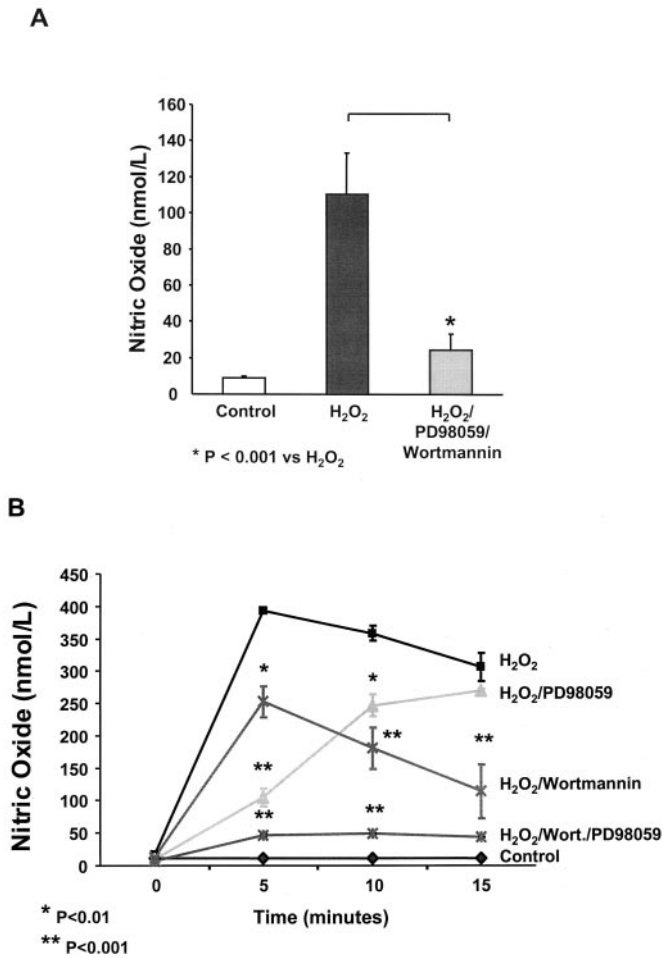 A
160
140
120
100
80
60
40
20
0
Nitric Oxide (nmol/L)
*
Control
H₂O₂
H₂O₂/
PD98059/
Wortmannin
* P < 0.001 vs H₂O₂
B
450
400
350
300
250
200
150
100
50
0
Nitric Oxide (nmol/L)
*
*
**
**
**
**
**
H₂O₂
H₂O₂/PD98059
H₂O₂/Wortmannin
H₂O₂/Wort./PD98059
Control
0
5
10
15
Time (minutes)
* P<0.01
** P<0.001